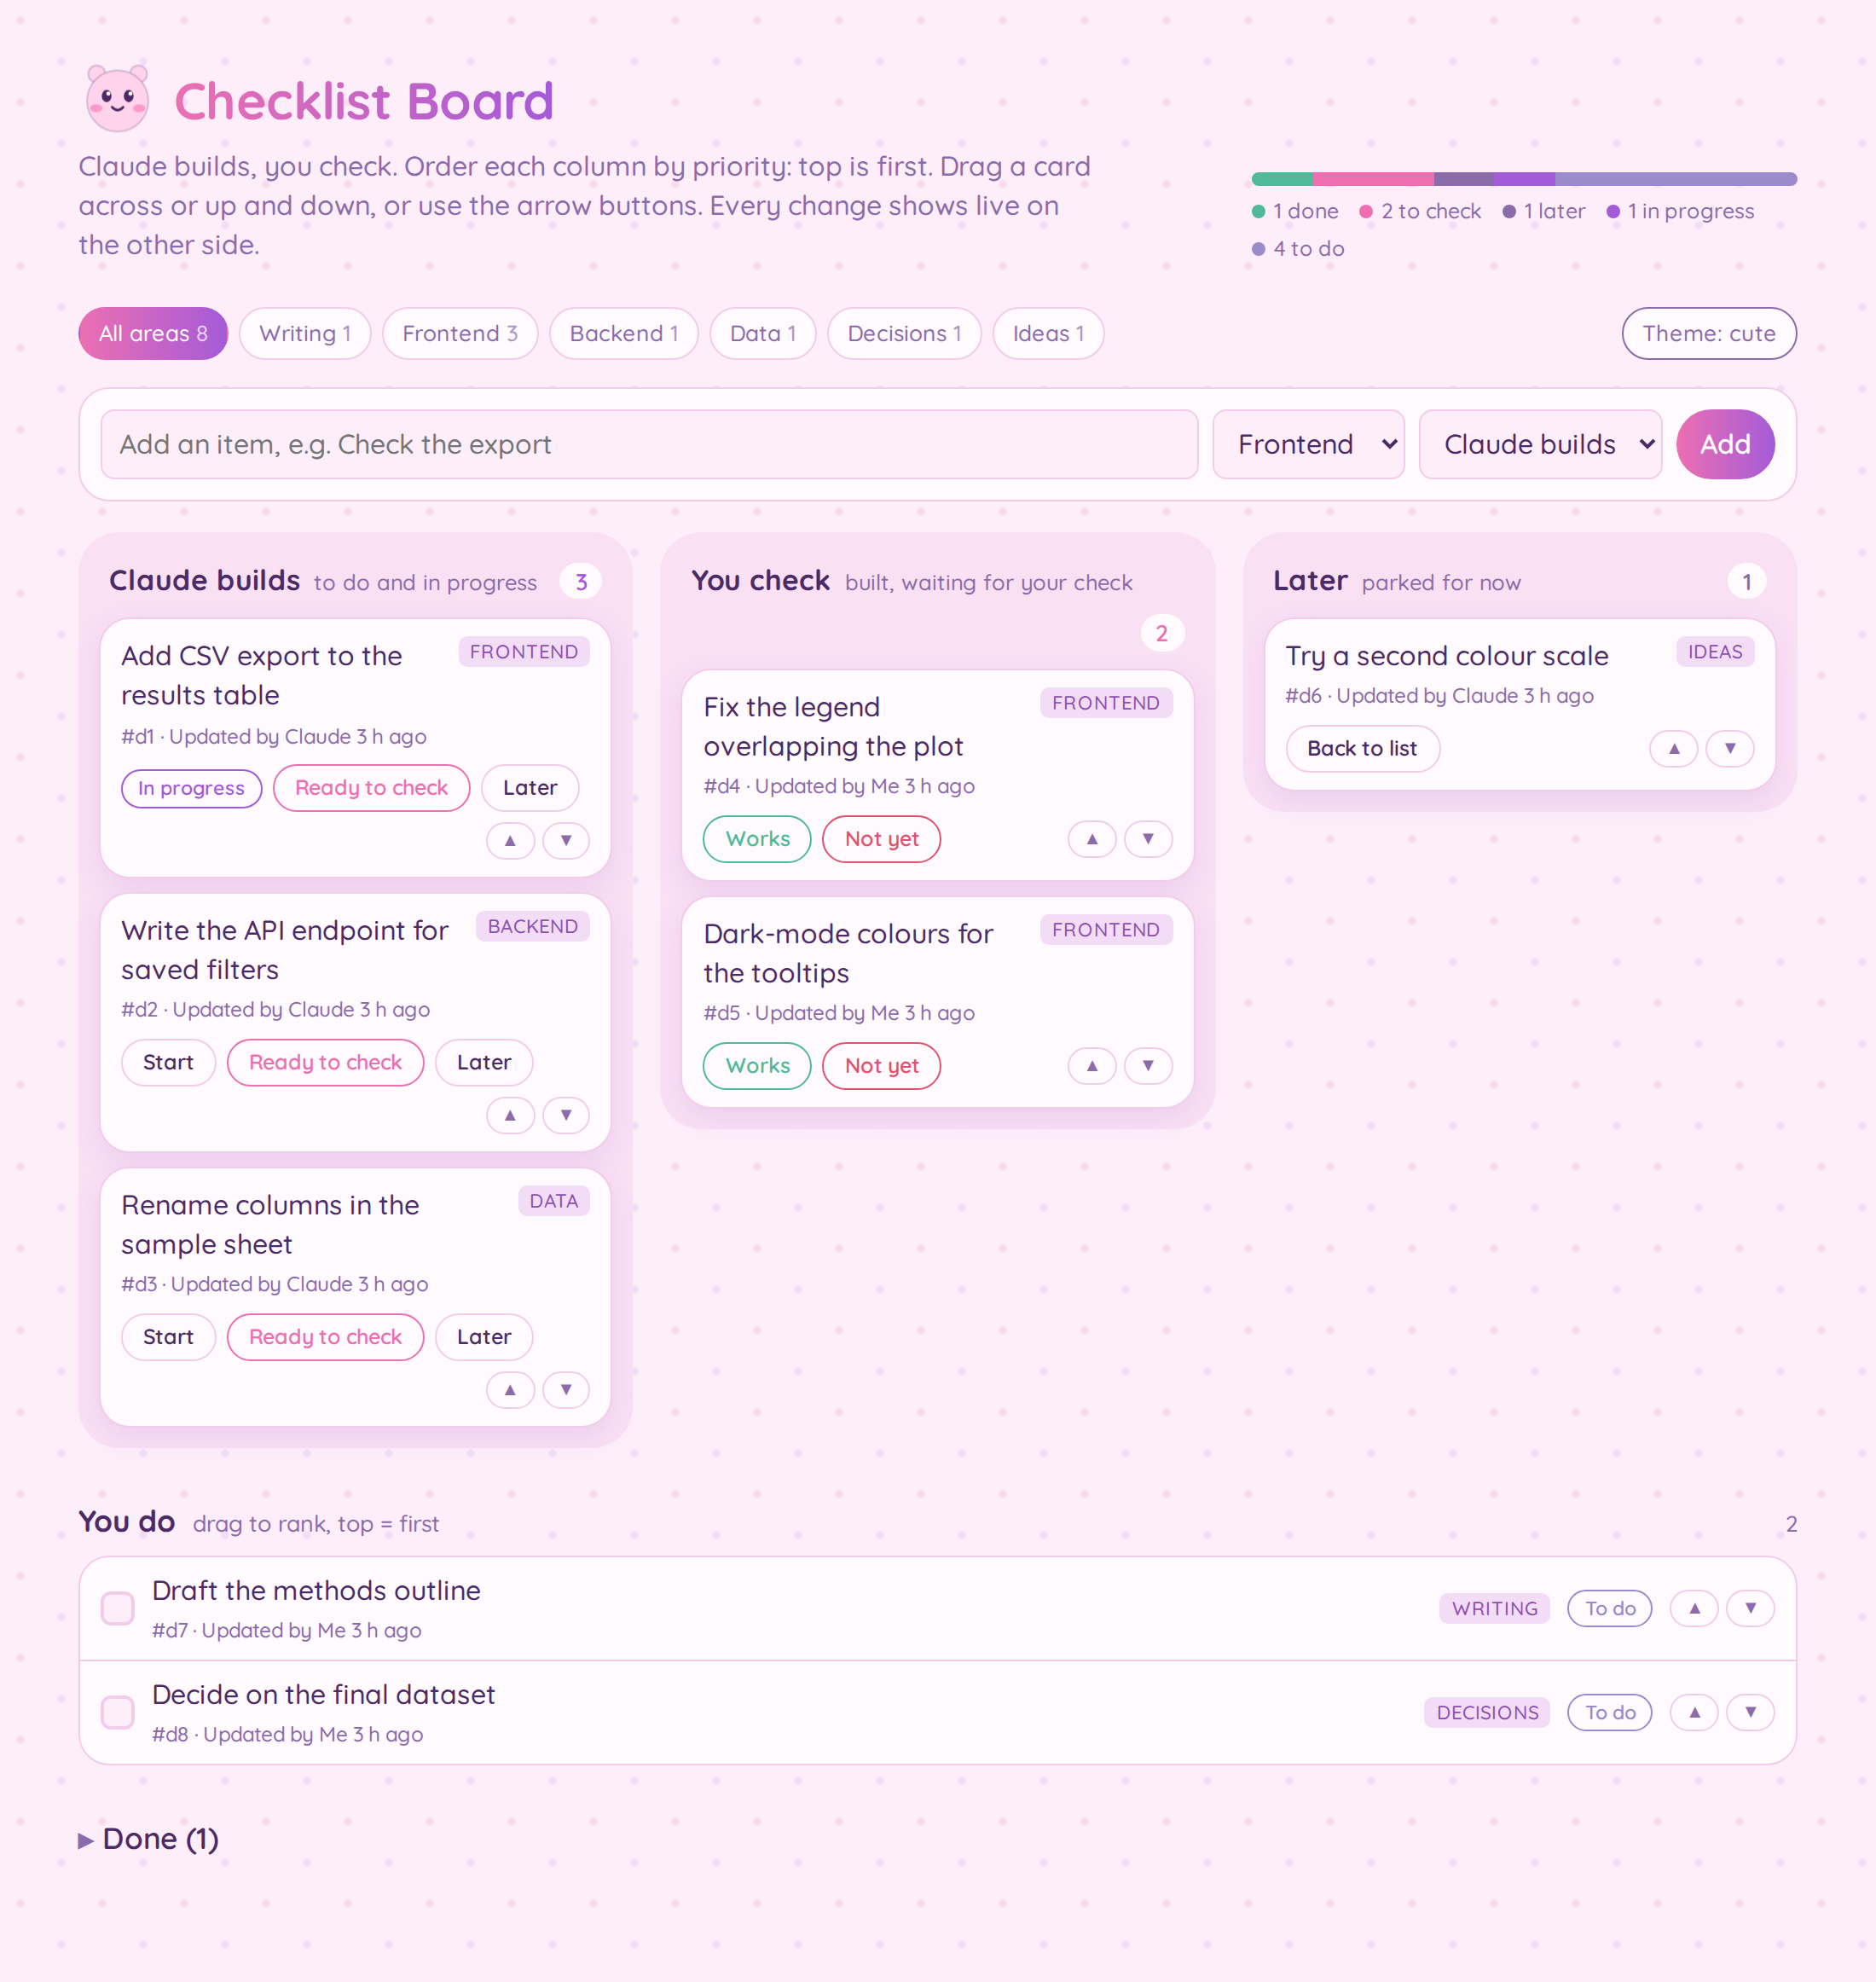 Checklist Board
Claude builds, you check. Order each column by priority: top is first. Drag a card
across or up and down, or use the arrow buttons. Every change shows live on
the other side.
1 done 2 to check 1 later 1 in progress
4 to do
All areas 8 Writing 1 Frontend 3 Backend 1 Data 1 Decisions 1 Ideas 1 Theme: cute
Add an item, e.g. Check the export Frontend Claude builds Add
Claude builds to do and in progress 3
Add CSV export to the FRONTEND
results table
#d1 · Updated by Claude 3 h ago
In progress Ready to check Later
▲ ▼
Write the API endpoint for BACKEND
saved filters
#d2 · Updated by Claude 3 h ago
Start Ready to check Later
▲ ▼
Rename columns in the DATA
sample sheet
#d3 · Updated by Claude 3 h ago
Start Ready to check Later
▲ ▼
You check built, waiting for your check
2
Fix the legend FRONTEND
overlapping the plot
#d4 · Updated by Me 3 h ago
Works Not yet ▲ ▼
Dark-mode colours for FRONTEND
the tooltips
#d5 · Updated by Me 3 h ago
Works Not yet ▲ ▼
Later parked for now 1
Try a second colour scale IDEAS
#d6 · Updated by Claude 3 h ago
Back to list ▲ ▼
You do drag to rank, top = first 2
Draft the methods outline WRITING To do ▲ ▼
#d7 · Updated by Me 3 h ago
Decide on the final dataset DECISIONS To do ▲ ▼
#d8 · Updated by Me 3 h ago
▶ Done (1)